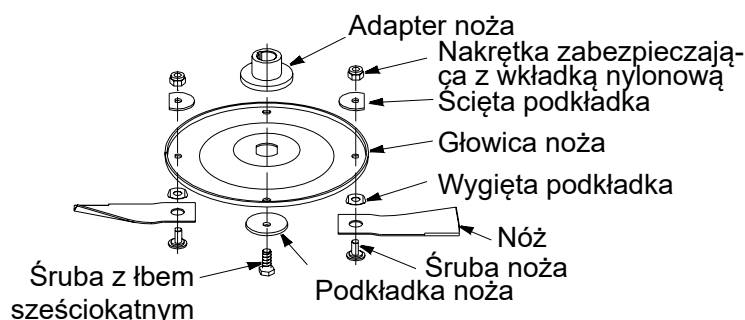 Adapter noża
Nakrętka zabezpieczają-
ca z wkładką nylonową
Ścięta podkładka
Głowica noża
Wygięta podkładka
Nóż
Śruba noża
Podkładka noża
Śruba z łbem
sześciokątnym